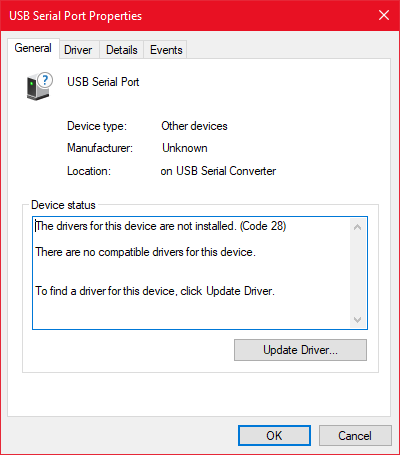 USB Serial Port Properties
General Driver Details Events
USB Serial Port
Device type: Other devices
Manufacturer: Unknown
Location: on USB Serial Converter
Device status
The drivers for this device are not installed. (Code 28)
There are no compatible drivers for this device.
To find a driver for this device, click Update Driver.
Update Driver...
OK Cancel